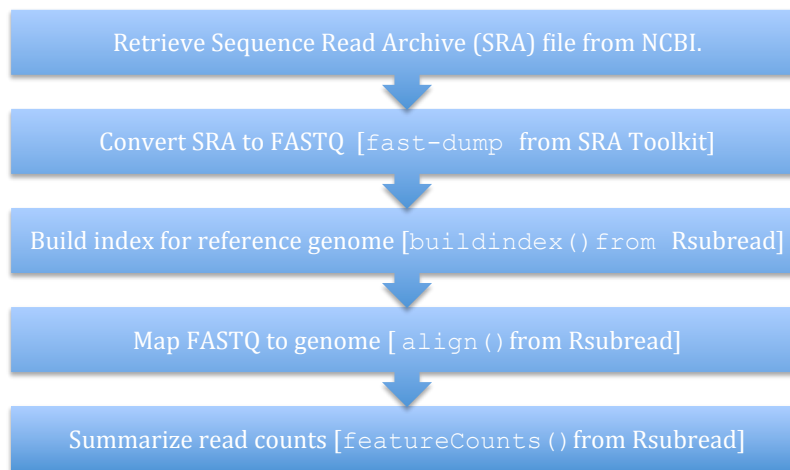 Retrieve Sequence Read Archive (SRA) file from NCBI.
Convert SRA to FASTQ [fast-dump from SRA Toolkit]
Build index for reference genome [buildindex()from Rsubread]
Map FASTQ to genome [ align()from Rsubread]
Summarize read counts [featureCounts()from Rsubread]